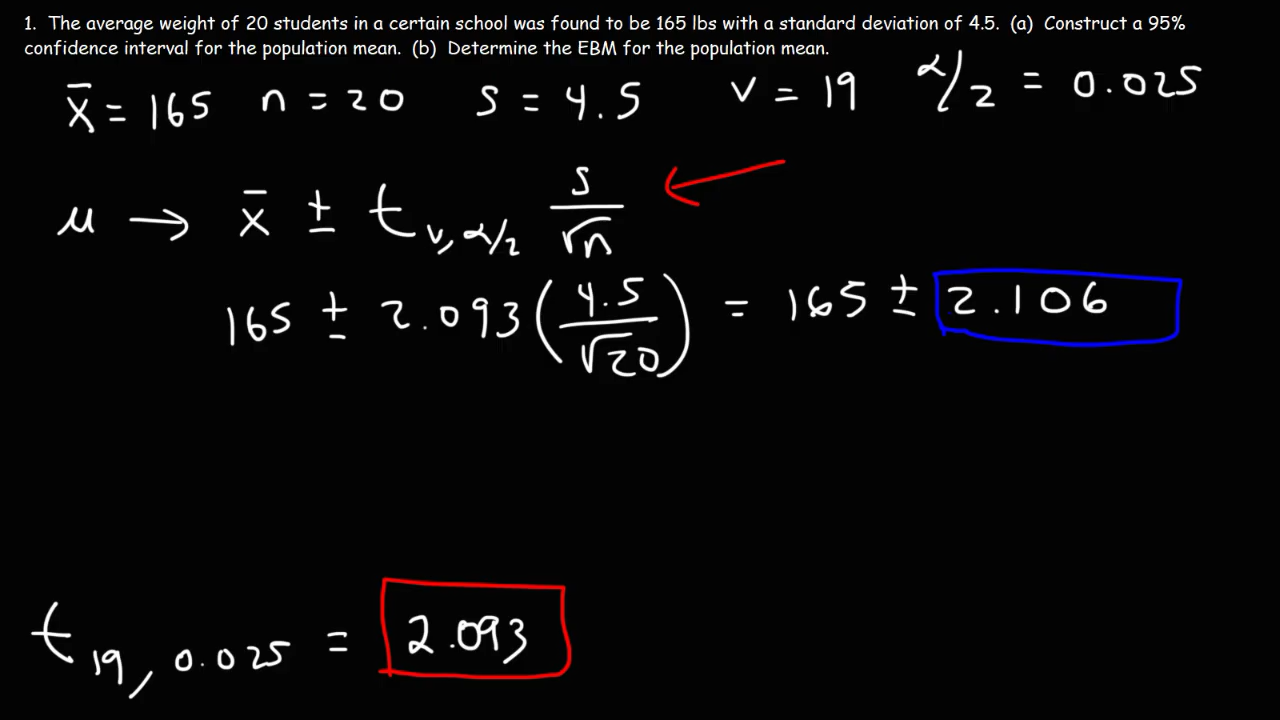 1. The average weight of 20 students in a certain school was found to be 165 lbs with a standard deviation of 4.5. (a) Construct a 95%
confidence interval for the population mean. (b) Determine the EBM for the population mean.
x̄ = 165 n = 20 s = 4.5 v = 19 α/2 = 0.025
μ → x̄ ± t_{v, α/2} s/√n
165 ± 2.093 (4.5/√20) = 165 ± 2.106
t_{19, 0.025} = 2.093